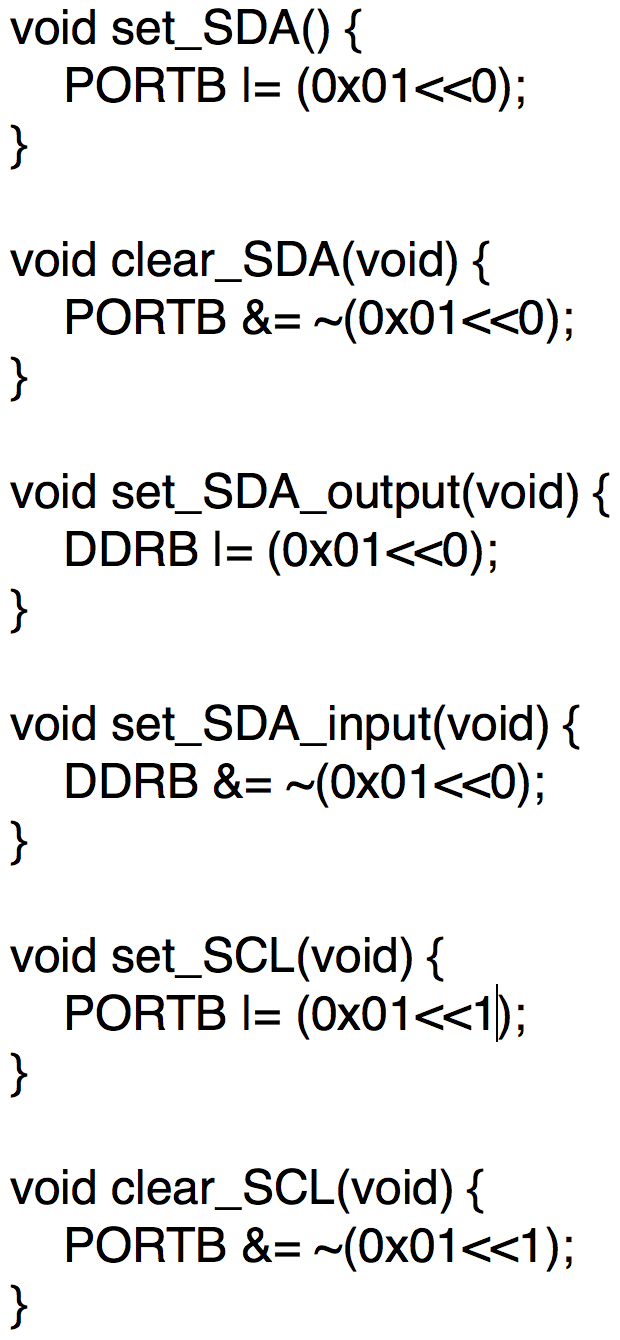 void set_SDA() {
    PORTB |= (0x01<<0);
}

void clear_SDA(void) {
    PORTB &= ~(0x01<<0);
}

void set_SDA_output(void) {
    DDRB |= (0x01<<0);
}

void set_SDA_input(void) {
    DDRB &= ~(0x01<<0);
}

void set_SCL(void) {
    PORTB |= (0x01<<1);
}

void clear_SCL(void) {
    PORTB &= ~(0x01<<1);
}